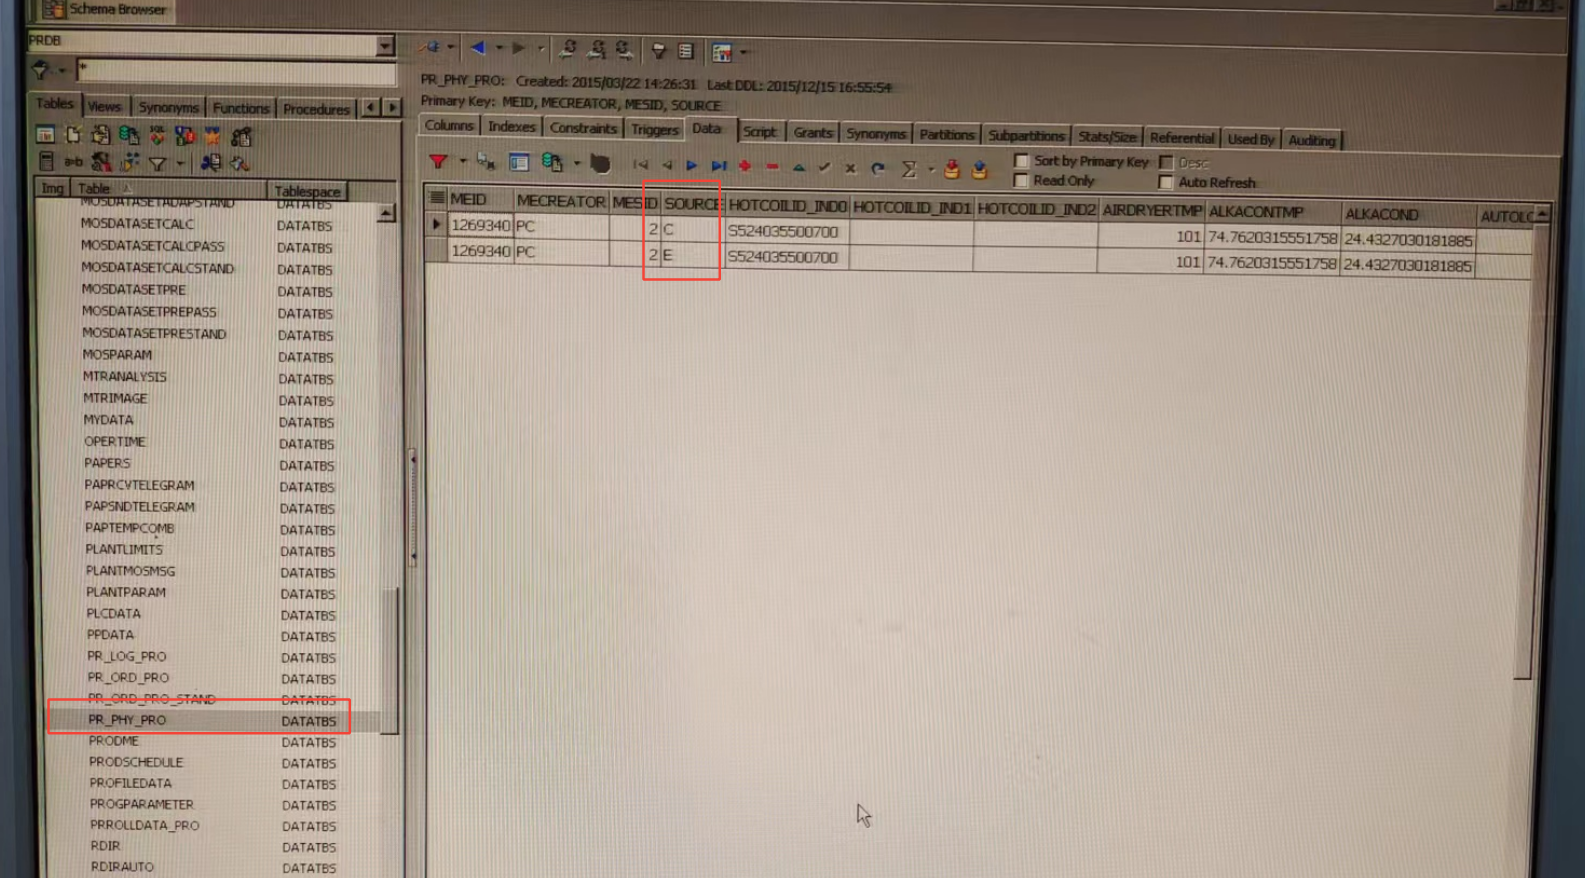 Schema Browser
PRDB
*
Tables Views Synonyms Functions Procedures
Img Table Tablespace
MOSDATASETADAPSTAND DATATBS
MOSDATASETCALC DATATBS
MOSDATASETCALCPASS DATATBS
MOSDATASETCALCSTAND DATATBS
MOSDATASETPRE DATATBS
MOSDATASETPREPASS DATATBS
MOSDATASETPRESTAND DATATBS
MOSPARAM DATATBS
MTRANALYSIS DATATBS
MTRIMAGE DATATBS
MYDATA DATATBS
OPERTIME DATATBS
PAPERS DATATBS
PAPRCVTELEGRAM DATATBS
PAPSNDTELEGRAM DATATBS
PAPTEMPCOMB DATATBS
PLANTLIMITS DATATBS
PLANTMOSMSG DATATBS
PLANTPARAM DATATBS
PLCDATA DATATBS
PPDATA DATATBS
PR_LOG_PRO DATATBS
PR_ORD_PRO DATATBS
PR_ORD_PRO_STAND DATATBS
PR_PHY_PRO DATATBS
PRODME DATATBS
PRODSCHEDULE DATATBS
PROFILEDATA DATATBS
PROGPARAMETER DATATBS
PRROLLDATA_PRO DATATBS
RDIR DATATBS
RDIRAUTO DATATBS
PR_PHY_PRO: Created: 2015/03/22 14:26:31 Last DDL: 2015/12/15 16:55:54
Primary Key: MEID, MECREATOR, MESID, SOURCE
Columns Indexes Constraints Triggers Data Script Grants Synonyms Partitions Subpartitions Stats/Size Referential Used By Auditing
Sort by Primary Key Desc
Read Only Auto Refresh
MEID MECREATOR MESID SOURCE HOTCOILID_IND0 HOTCOILID_IND1 HOTCOILID_IND2 AIRDRYERTMP ALKACONTMP ALKACOND AUTOLC
1269340 PC 2 C S524035500700 101 74.7620315551758 24.4327030181885
1269340 PC 2 E S524035500700 101 74.7620315551758 24.4327030181885